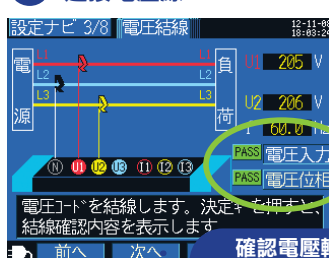 設定ナビ 3/8 電圧結線 12-11-0
18:03:24
L1 L1 U1 205 V
電 L2 L2 負
L3 L3 U2 206 V
源 荷 f 60.0 Hz
N U1 U2 U3 I1 I2 I3
PASS 電圧入力
PASS 電圧位相
電圧コードを結線します。決定キーを押すと、
結線確認内容を表示します
前へ 次へ 確認電壓